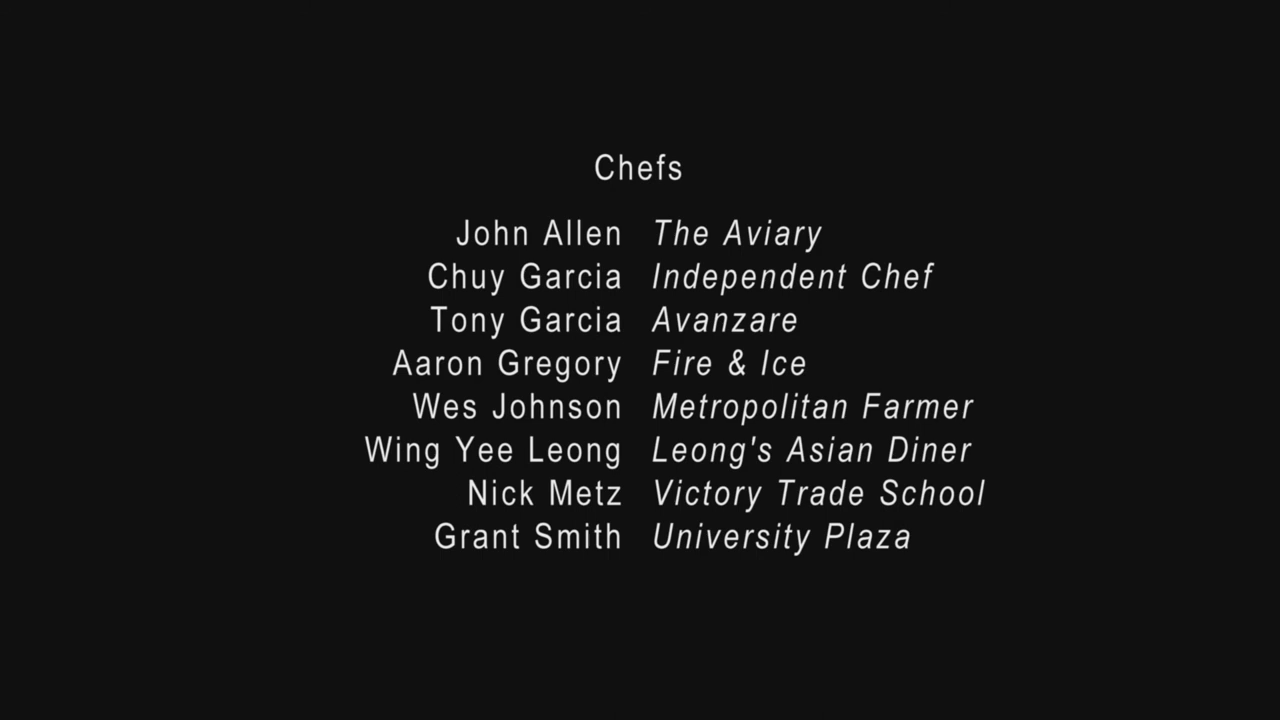 Chefs
John Allen The Aviary
Chuy Garcia Independent Chef
Tony Garcia Avanzare
Aaron Gregory Fire & Ice
Wes Johnson Metropolitan Farmer
Wing Yee Leong Leong's Asian Diner
Nick Metz Victory Trade School
Grant Smith University Plaza